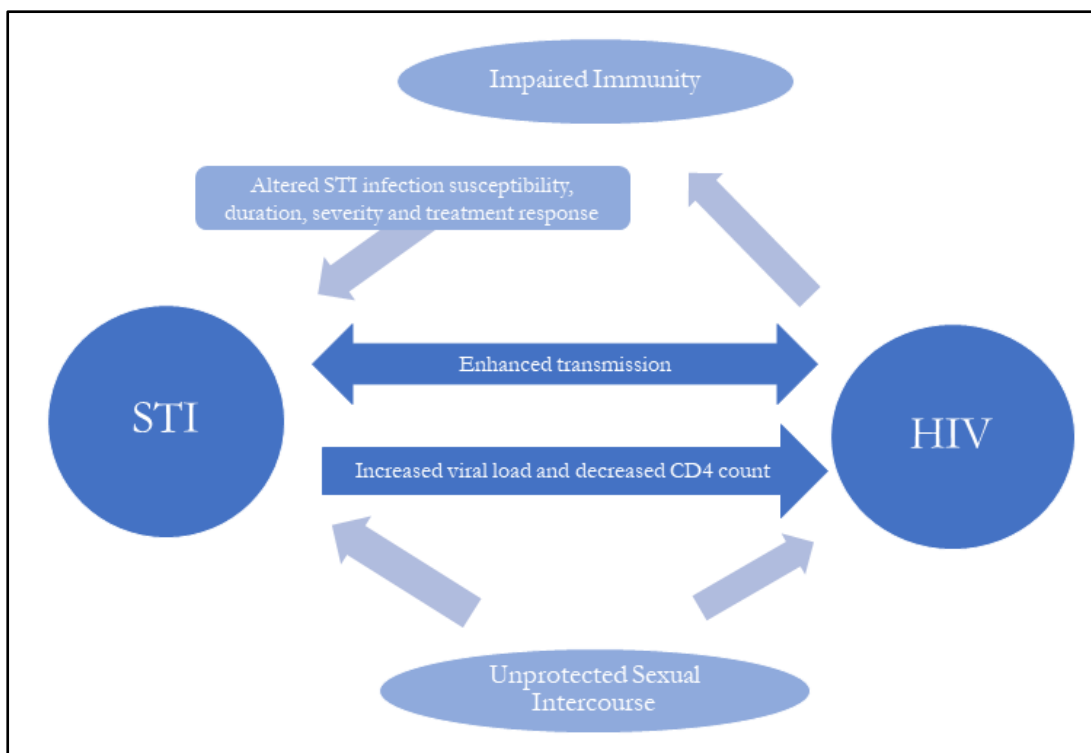 Impaired Immunity
Altered STI infection susceptibility,
duration, severity and treatment response
Enhanced transmission
STI
HIV
Increased viral load and decreased CD4 count
Unprotected Sexual
Intercourse